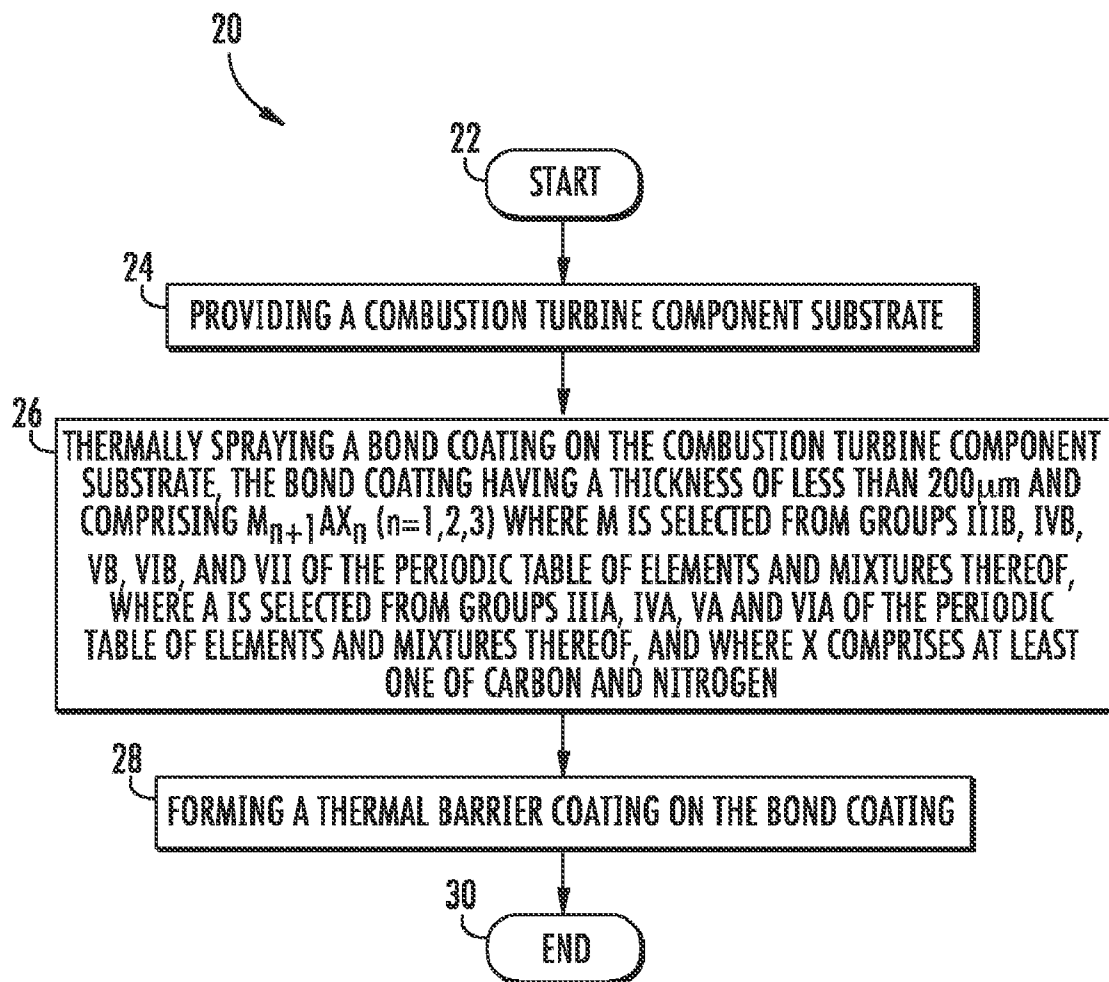 20
22
START
24
PROVIDING A COMBUSTION TURBINE COMPONENT SUBSTRATE
26
THERMALLY SPRAYING A BOND COATING ON THE COMBUSTION TURBINE COMPONENT
SUBSTRATE, THE BOND COATING HAVING A THICKNESS OF LESS THAN 200μm AND
COMPRISING Mn+1AXn (n=1,2,3) WHERE M IS SELECTED FROM GROUPS IIIB, IVB,
VB, VIB, AND VII OF THE PERIODIC TABLE OF ELEMENTS AND MIXTURES THEREOF,
WHERE A IS SELECTED FROM GROUPS IIIA, IVA, VA AND VIA OF THE PERIODIC
TABLE OF ELEMENTS AND MIXTURES THEREOF, AND WHERE X COMPRISES AT LEAST
ONE OF CARBON AND NITROGEN
28
FORMING A THERMAL BARRIER COATING ON THE BOND COATING
30
END